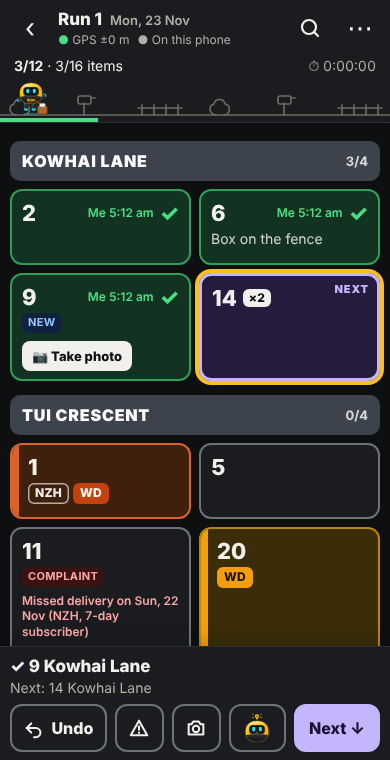 Run 1 Mon, 23 Nov
GPS ±0 m On this phone
3/12 · 3/16 items
0:00:00
KOWHAI LANE 3/4
2 Me 5:12 am
6 Me 5:12 am
Box on the fence
9 Me 5:12 am
NEW
Take photo
14 ×2 NEXT
TUI CRESCENT 0/4
1
NZH WD
5
11
COMPLAINT
Missed delivery on Sun, 22
Nov (NZH, 7-day
subscriber)
20
WD
9 Kowhai Lane
Next: 14 Kowhai Lane
Undo
Next ↓